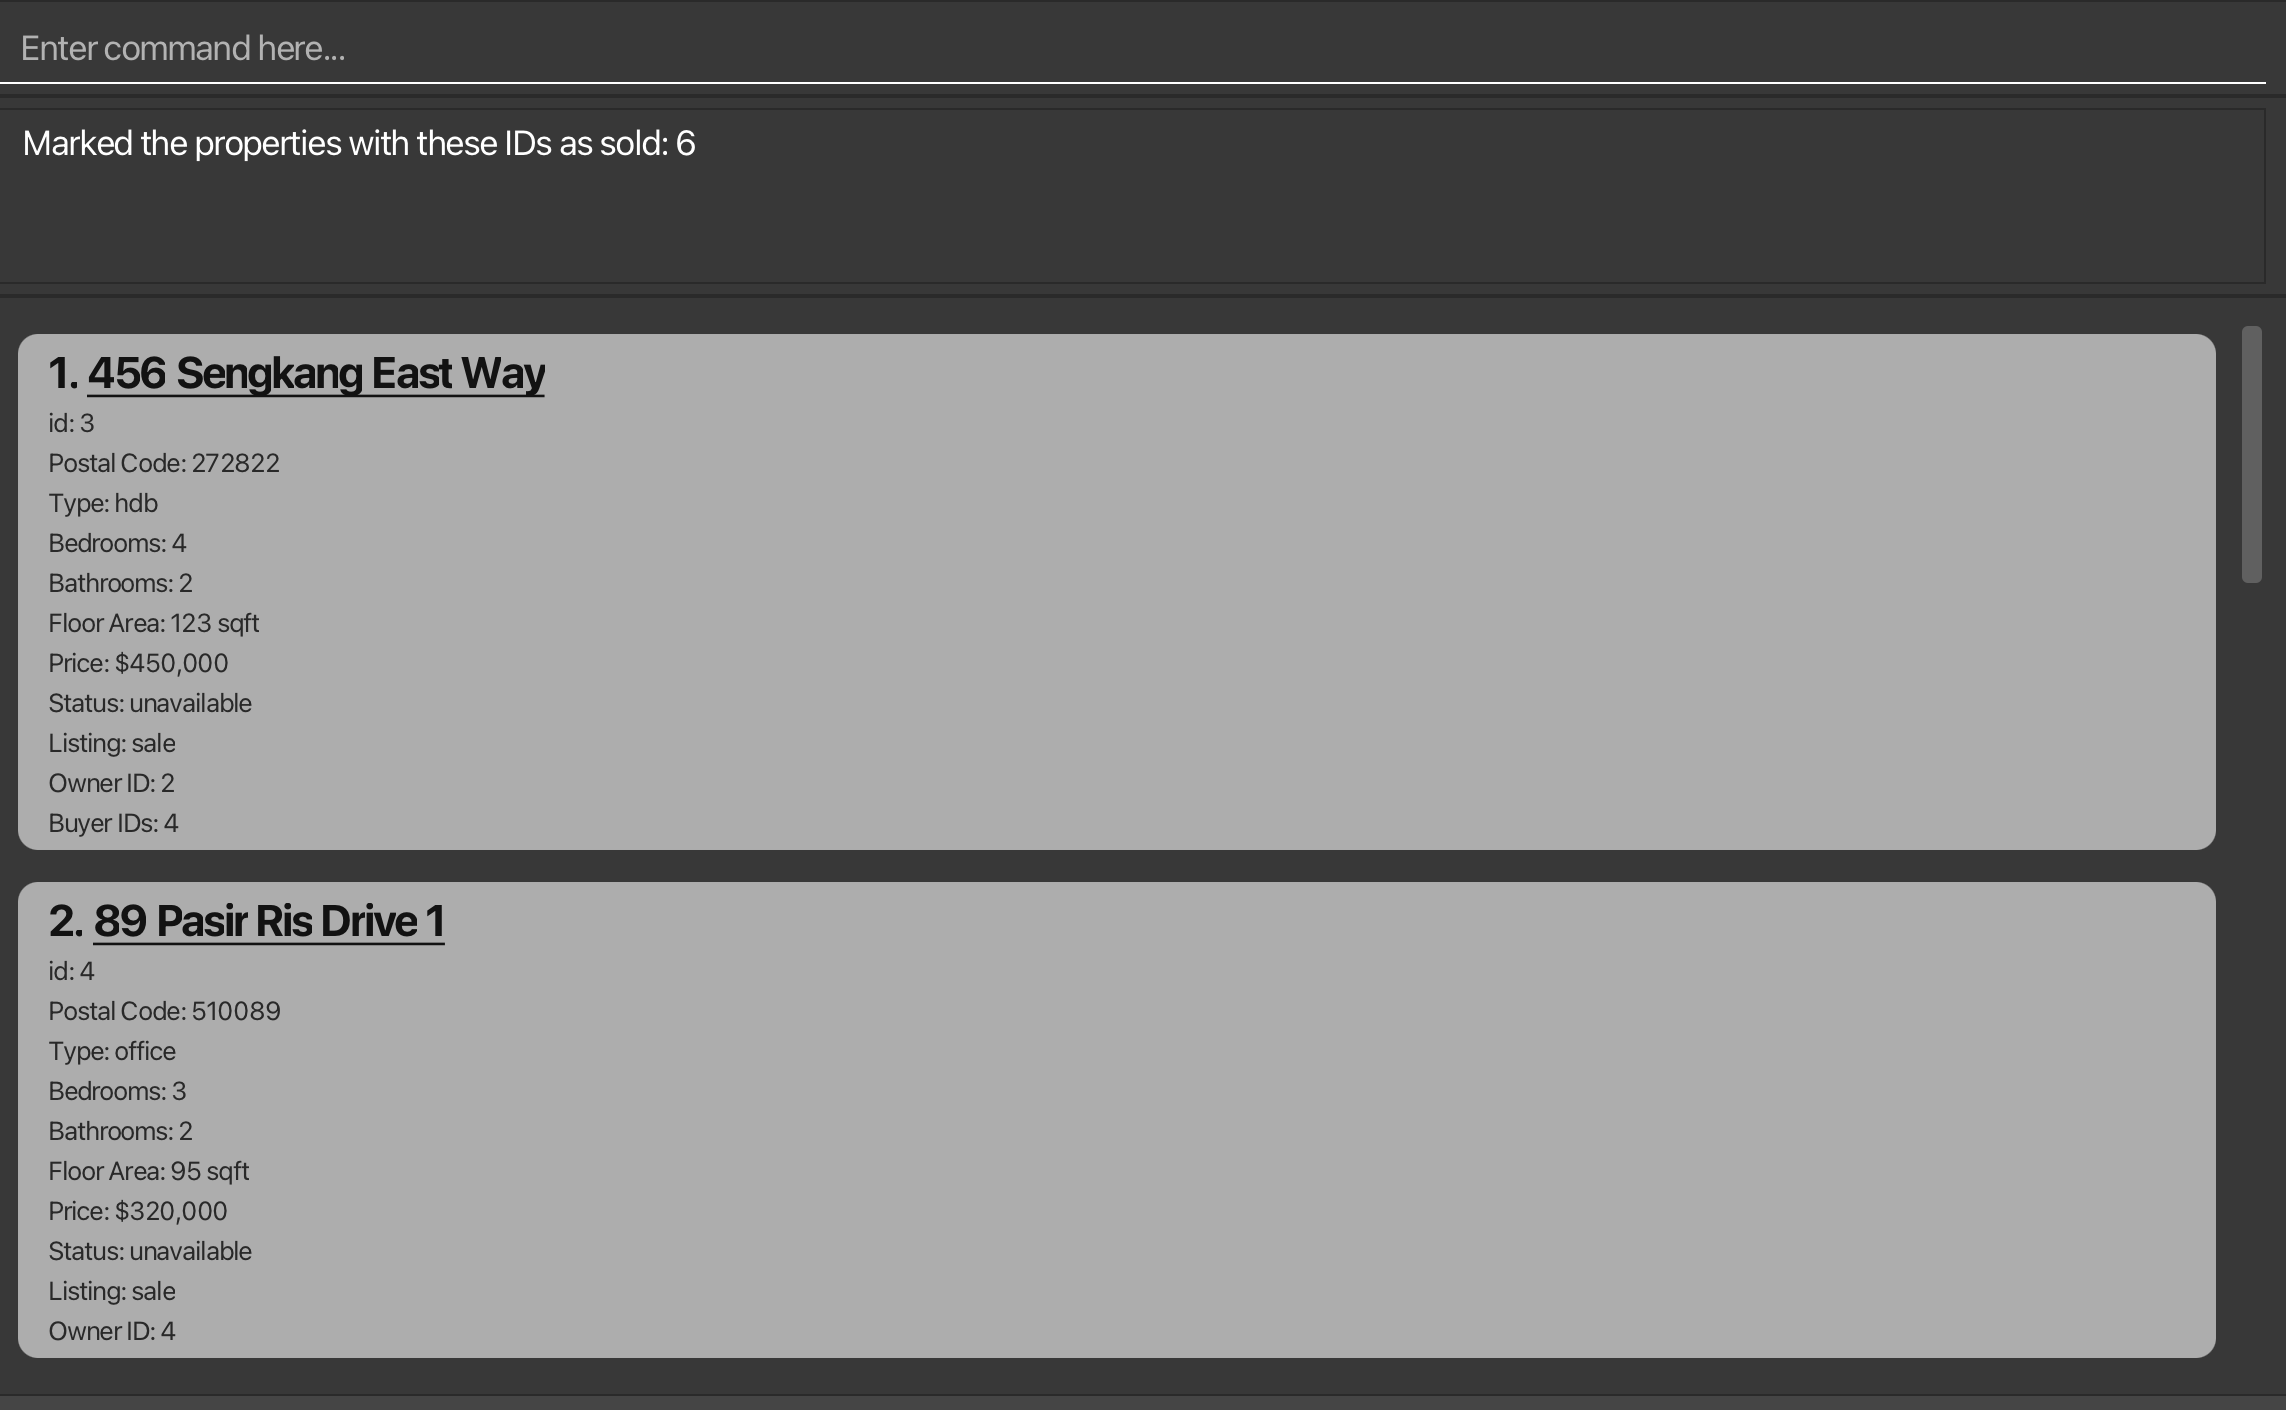 Enter command here...
Marked the properties with these IDs as sold: 6
1. 456 Sengkang East Way
id: 3
Postal Code: 272822
Type: hdb
Bedrooms: 4
Bathrooms: 2
Floor Area: 123 sqft
Price: $450,000
Status: unavailable
Listing: sale
Owner ID: 2
Buyer IDs: 4
2. 89 Pasir Ris Drive 1
id: 4
Postal Code: 510089
Type: office
Bedrooms: 3
Bathrooms: 2
Floor Area: 95 sqft
Price: $320,000
Status: unavailable
Listing: sale
Owner ID: 4